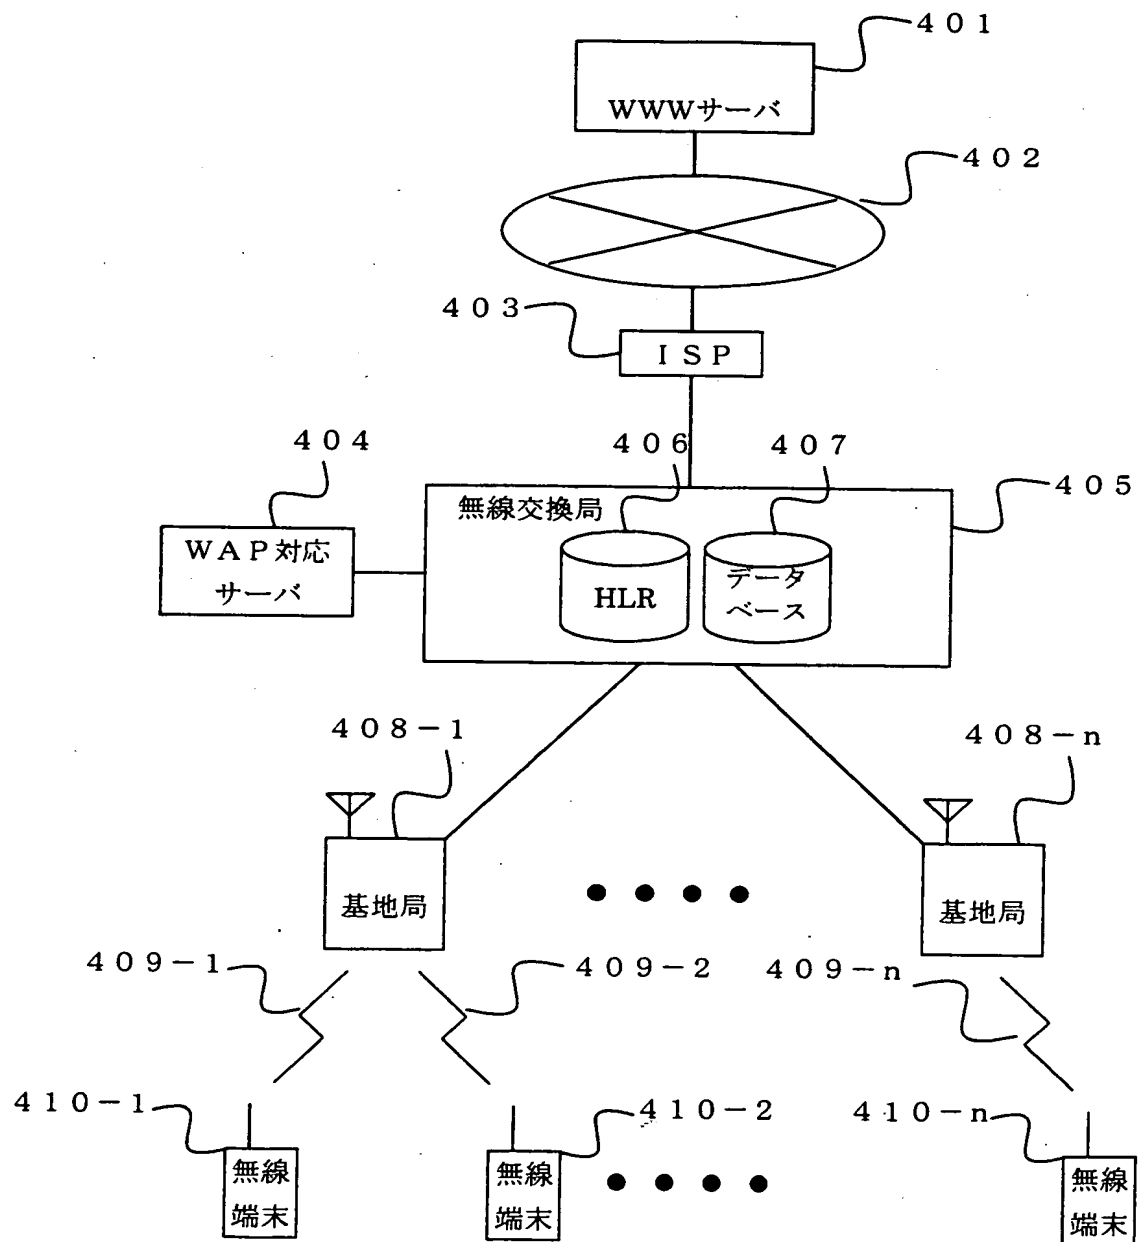 ４０１
WWWサーバ
４０２
４０３
ＩＳＰ
４０４
４０６
４０７
４０５
無線交換局
ＷＡＰ対応
サーバ
HLR
データ
ベース
４０８－１
４０８－ｎ
基地局
基地局
４０９－１
４０９－２
４０９－ｎ
４１０－１
４１０－２
４１０－ｎ
無線
端末
無線
端末
無線
端末